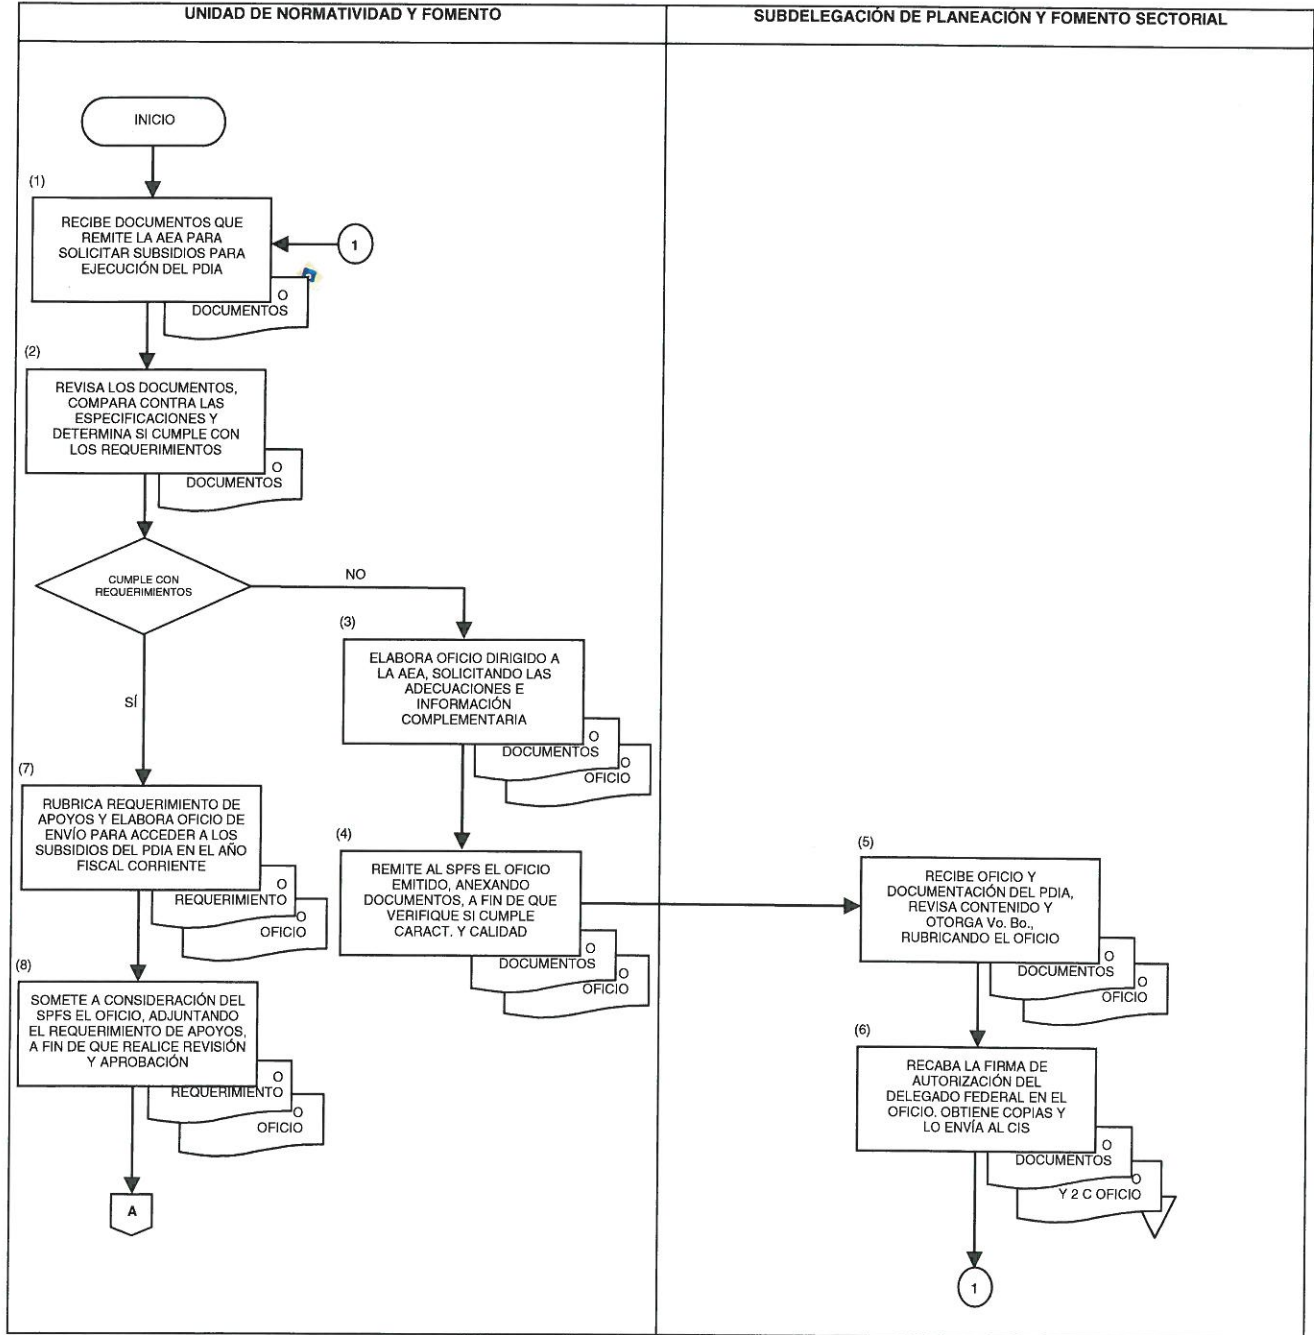 UNIDAD DE NORMATIVIDAD Y FOMENTO
SUBDELEGACIÓN DE PLANEACIÓN Y FOMENTO SECTORIAL
INICIO
(1)
RECIBE DOCUMENTOS QUE
REMITE LA AEA PARA
SOLICITAR SUBSIDIOS PARA
EJECUCIÓN DEL PDIA
1
O
DOCUMENTOS
(2)
REVISA LOS DOCUMENTOS,
COMPARA CONTRA LAS
ESPECIFICACIONES Y
DETERMINA SI CUMPLE CON
LOS REQUERIMIENTOS
O
DOCUMENTOS
CUMPLE CON
REQUERIMIENTOS
NO
SÍ
(3)
ELABORA OFICIO DIRIGIDO A
LA AEA, SOLICITANDO LAS
ADECUACIONES E
INFORMACIÓN
COMPLEMENTARIA
O
DOCUMENTOS
O
OFICIO
(4)
REMITE AL SPFS EL OFICIO
EMITIDO, ANEXANDO
DOCUMENTOS, A FIN DE QUE
VERIFIQUE SI CUMPLE
CARACT. Y CALIDAD
O
DOCUMENTOS
O
OFICIO
(5)
RECIBE OFICIO Y
DOCUMENTACIÓN DEL PDIA,
REVISA CONTENIDO Y
OTORGA Vo. Bo.,
RUBRICANDO EL OFICIO
O
DOCUMENTOS
O
OFICIO
(6)
RECABA LA FIRMA DE
AUTORIZACIÓN DEL
DELEGADO FEDERAL EN EL
OFICIO. OBTIENE COPIAS Y
LO ENVÍA AL CIS
O
DOCUMENTOS
O
Y 2 C OFICIO
1
(7)
RUBRICA REQUERIMIENTO DE
APOYOS Y ELABORA OFICIO DE
ENVÍO PARA ACCEDER A LOS
SUBSIDIOS DEL PDIA EN EL AÑO
FISCAL CORRIENTE
O
REQUERIMIENTO
O
OFICIO
(8)
SOMETE A CONSIDERACIÓN DEL
SPFS EL OFICIO, ADJUNTANDO
EL REQUERIMIENTO DE APOYOS,
A FIN DE QUE REALICE REVISIÓN
Y APROBACIÓN
O
REQUERIMIENTO
O
OFICIO
A